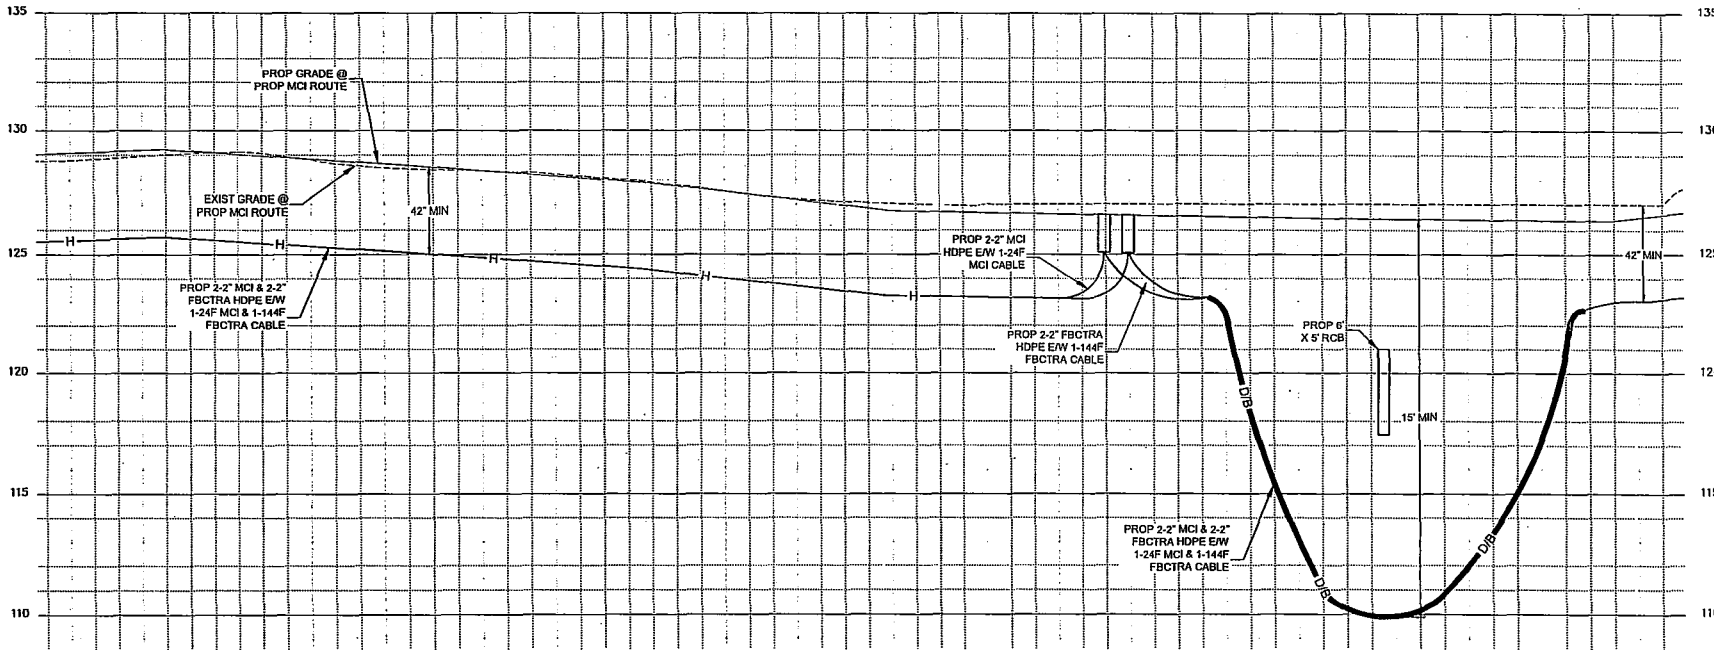 135
135
PROP GRADE @
PROP MCI ROUTE
130
130
EXIST GRADE @
PROP MCI ROUTE
42" MIN
H
H
H
H
H
125
125
PROP 2-2" MCI
HDPE E/W 1-24F
MCI CABLE
42" MIN
PROP 2-2" MCI & 2-2"
FBCTRA HDPE E/W
1-24F MCI & 1-144F
FBCTRA CABLE
PROP 2-2" FBCTRA
HDPE E/W 1-144F
FBCTRA CABLE
PROP 6'
X 5' RCB
120
12
D/B
15' MIN
115
115
PROP 2-2" MCI & 2-2"
FBCTRA HDPE E/W
1-24F MCI & 1-144F
FBCTRA CABLE
D/B
D/B
110
110